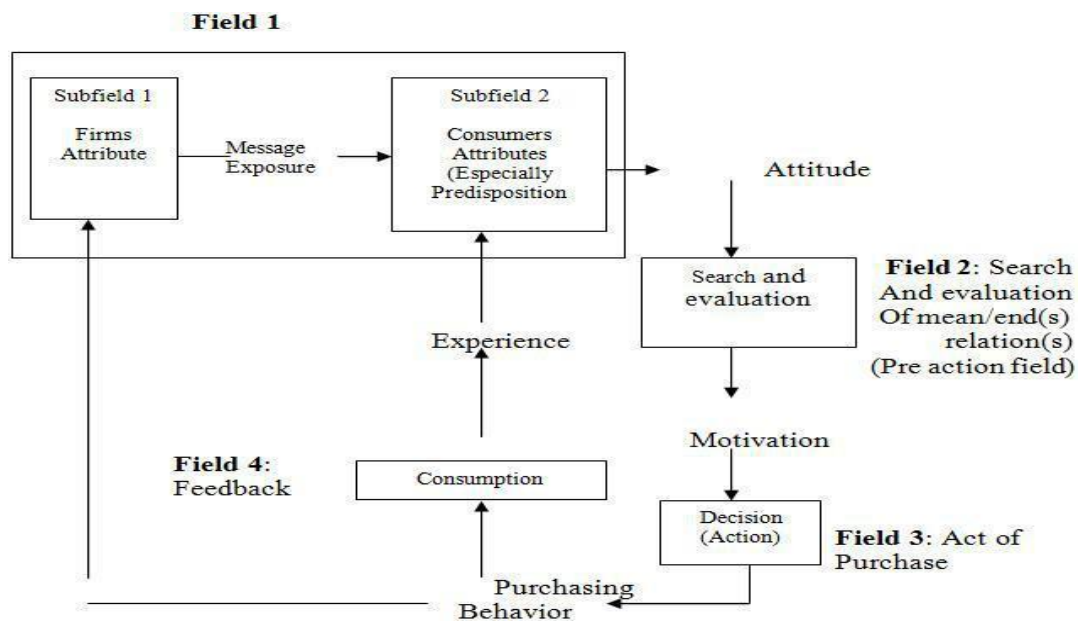 Field 1
Subfield 1
Firms
Attribute
Message
Exposure
Subfield 2
Consumers
Attributes
(Especially
Predisposition
Attitude
Search and
evaluation
Field 2: Search
And evaluation
Of mean/end(s)
relation(s)
(Pre action field)
Experience
Motivation
Field 4:
Feedback
Consumption
Decision
(Action)
Field 3: Act of
Purchase
Purchasing
Behavior